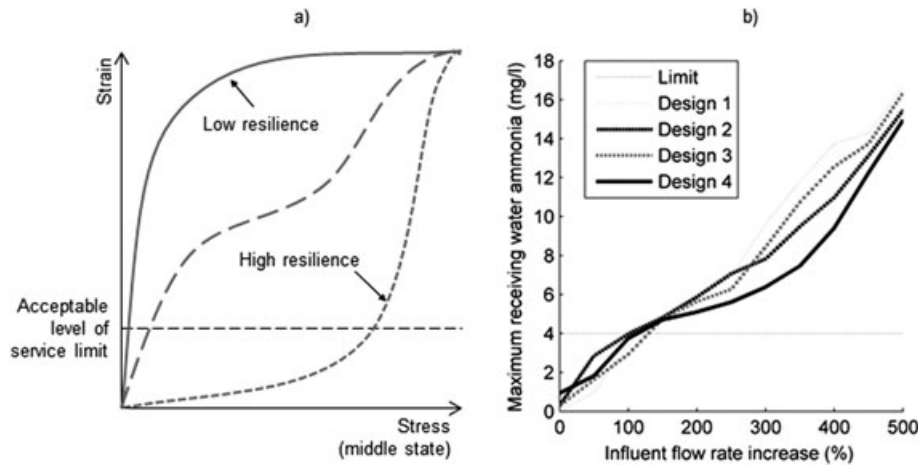 a)
Strain
Low resilience
High resilience
Acceptable
level of
service limit
Stress
(middle state)
b)
Maximum receiving water ammonia (mg/l)
18
16
14
12
10
8
6
4
2
0
Limit
Design 1
Design 2
Design 3
Design 4
0 100 200 300 400 500
Influent flow rate increase (%)